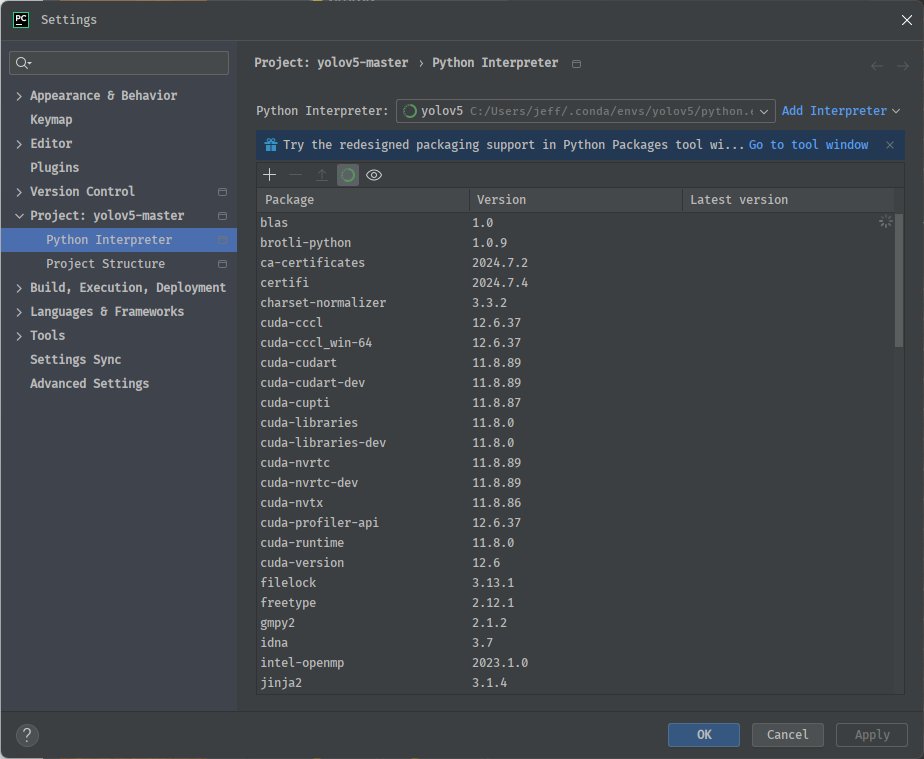 PC
Settings
Project: yolov5-master › Python Interpreter
Appearance & Behavior
Keymap
Editor
Plugins
Version Control
Project: yolov5-master
Python Interpreter
Project Structure
Build, Execution, Deployment
Languages & Frameworks
Tools
Settings Sync
Advanced Settings
Python Interpreter: yolov5 C:/Users/jeff/.conda/envs/yolov5/python.e Add Interpreter
Try the redesigned packaging support in Python Packages tool wi... Go to tool window
Package Version Latest version
blas 1.0
brotli-python 1.0.9
ca-certificates 2024.7.2
certifi 2024.7.4
charset-normalizer 3.3.2
cuda-cccl 12.6.37
cuda-cccl_win-64 12.6.37
cuda-cudart 11.8.89
cuda-cudart-dev 11.8.89
cuda-cupti 11.8.87
cuda-libraries 11.8.0
cuda-libraries-dev 11.8.0
cuda-nvrtc 11.8.89
cuda-nvrtc-dev 11.8.89
cuda-nvtx 11.8.86
cuda-profiler-api 12.6.37
cuda-runtime 11.8.0
cuda-version 12.6
filelock 3.13.1
freetype 2.12.1
gmpy2 2.1.2
idna 3.7
intel-openmp 2023.1.0
jinja2 3.1.4
?
OK Cancel Apply